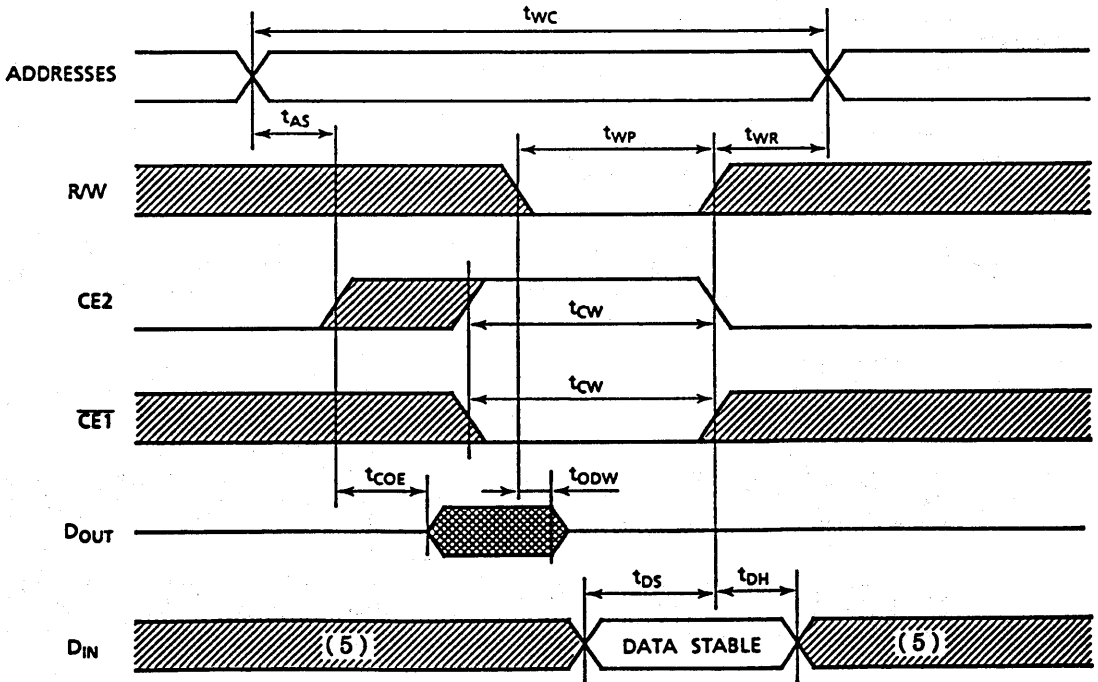 tWC
ADDRESSES
tAS
tWP
tWR
R/W
CE2
tCW
tCW
CE1
tCOE
tODW
DOUT
tDS
tDH
DIN
(5)
DATA STABLE
(5)